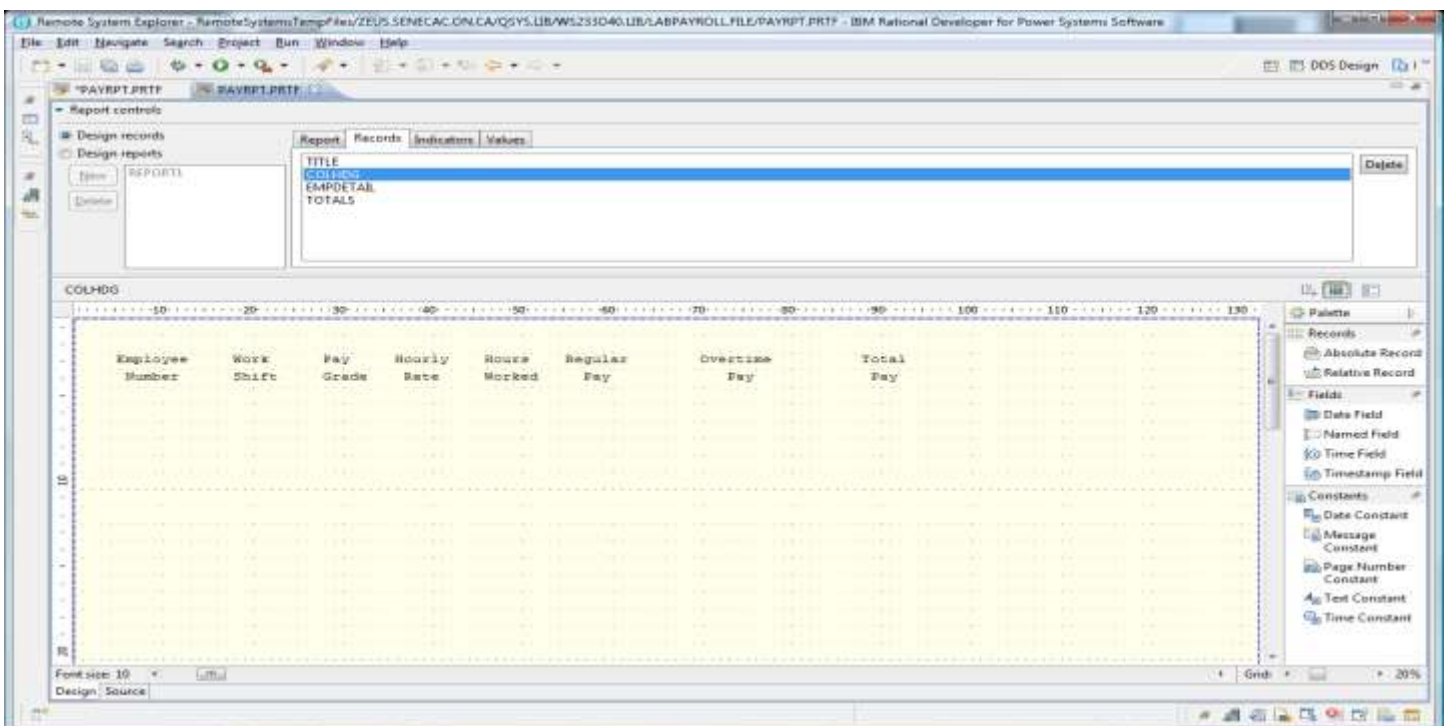 Remote System Explorer - RemoteSystemsTempFiles/ZEUS.SENECAC.ON.CA/QSYS.LIB/WS233O40.LIB/LABPAYROLL.FILE/PAYRPT.PRTF - IBM Rational Developer for Power Systems Software
File Edit Navigate Search Project Run Window Help
DDS Design
*PAYRPT.PRTF PAYRPT.PRTF
Report controls
Design records
Design reports
New
Delete
REPORT1
Report Records Indicators Values
TITLE
COLHDG
EMPDETAIL
TOTALS
Delete
COLHDG
10 20 30 40 50 60 70 80 90 100 110 120 130
Employee Work Pay Hourly Hours Regular Overtime Total
Number Shift Grade Rate Worked Pay Pay Pay
10
20
Palette
Records
Absolute Record
Relative Record
Fields
Date Field
Named Field
Time Field
Timestamp Field
Constants
Date Constant
Message
Constant
Page Number
Constant
Text Constant
Time Constant
Font size: 10
Grid:
20%
Design Source